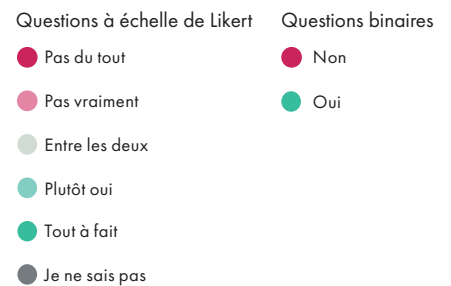 Questions à échelle de Likert
Pas du tout
Pas vraiment
Entre les deux
Plutôt oui
Tout à fait
Je ne sais pas
Questions binaires
Non
Oui